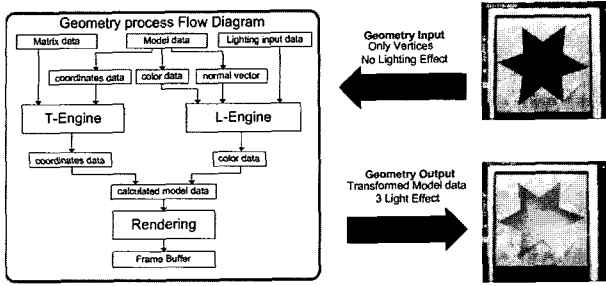 Geometry process Flow Diagram
Matrix data
Model data
Lighting input data
coordinates data
color data
normal vector
T-Engine
L-Engine
coordinates data
color data
calculated model data
Rendering
Frame Buffer
Geometry Input
Only Vertices
No Lighting Effect
Geometry Output
Transformed Model data
3 Light Effect